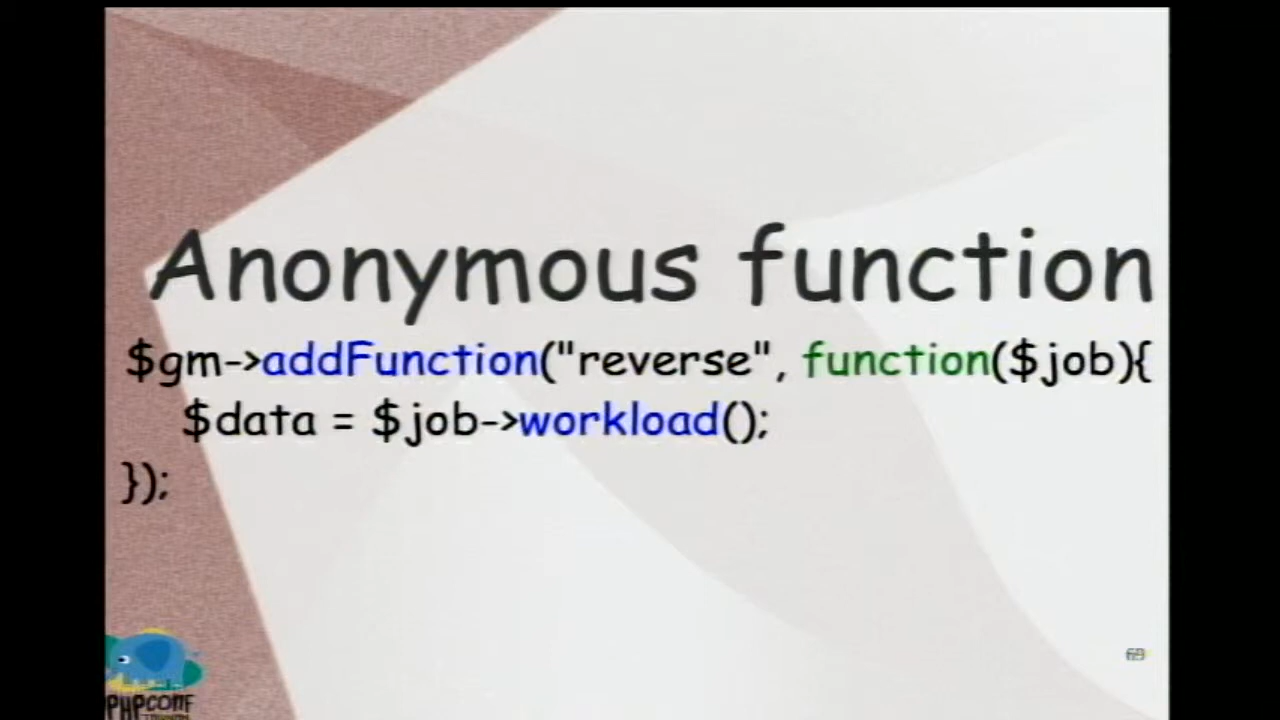 Anonymous function
$gm->addFunction("reverse", function($job){
$data = $job->workload();
});
PHPCONF